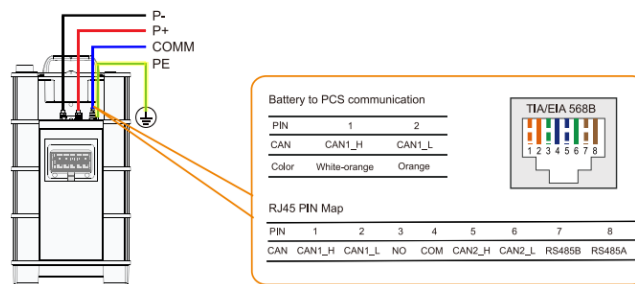 P-
P+
COMM
PE
Battery to PCS communication
PIN 1 2
CAN CAN1_H CAN1_L
Color White-orange Orange
TIA/EIA 568B
1 2 3 4 5 6 7 8
RJ45 PIN Map
PIN 1 2 3 4 5 6 7 8
CAN CAN1_H CAN1_L NO COM CAN2_H CAN2_L RS485B RS485A